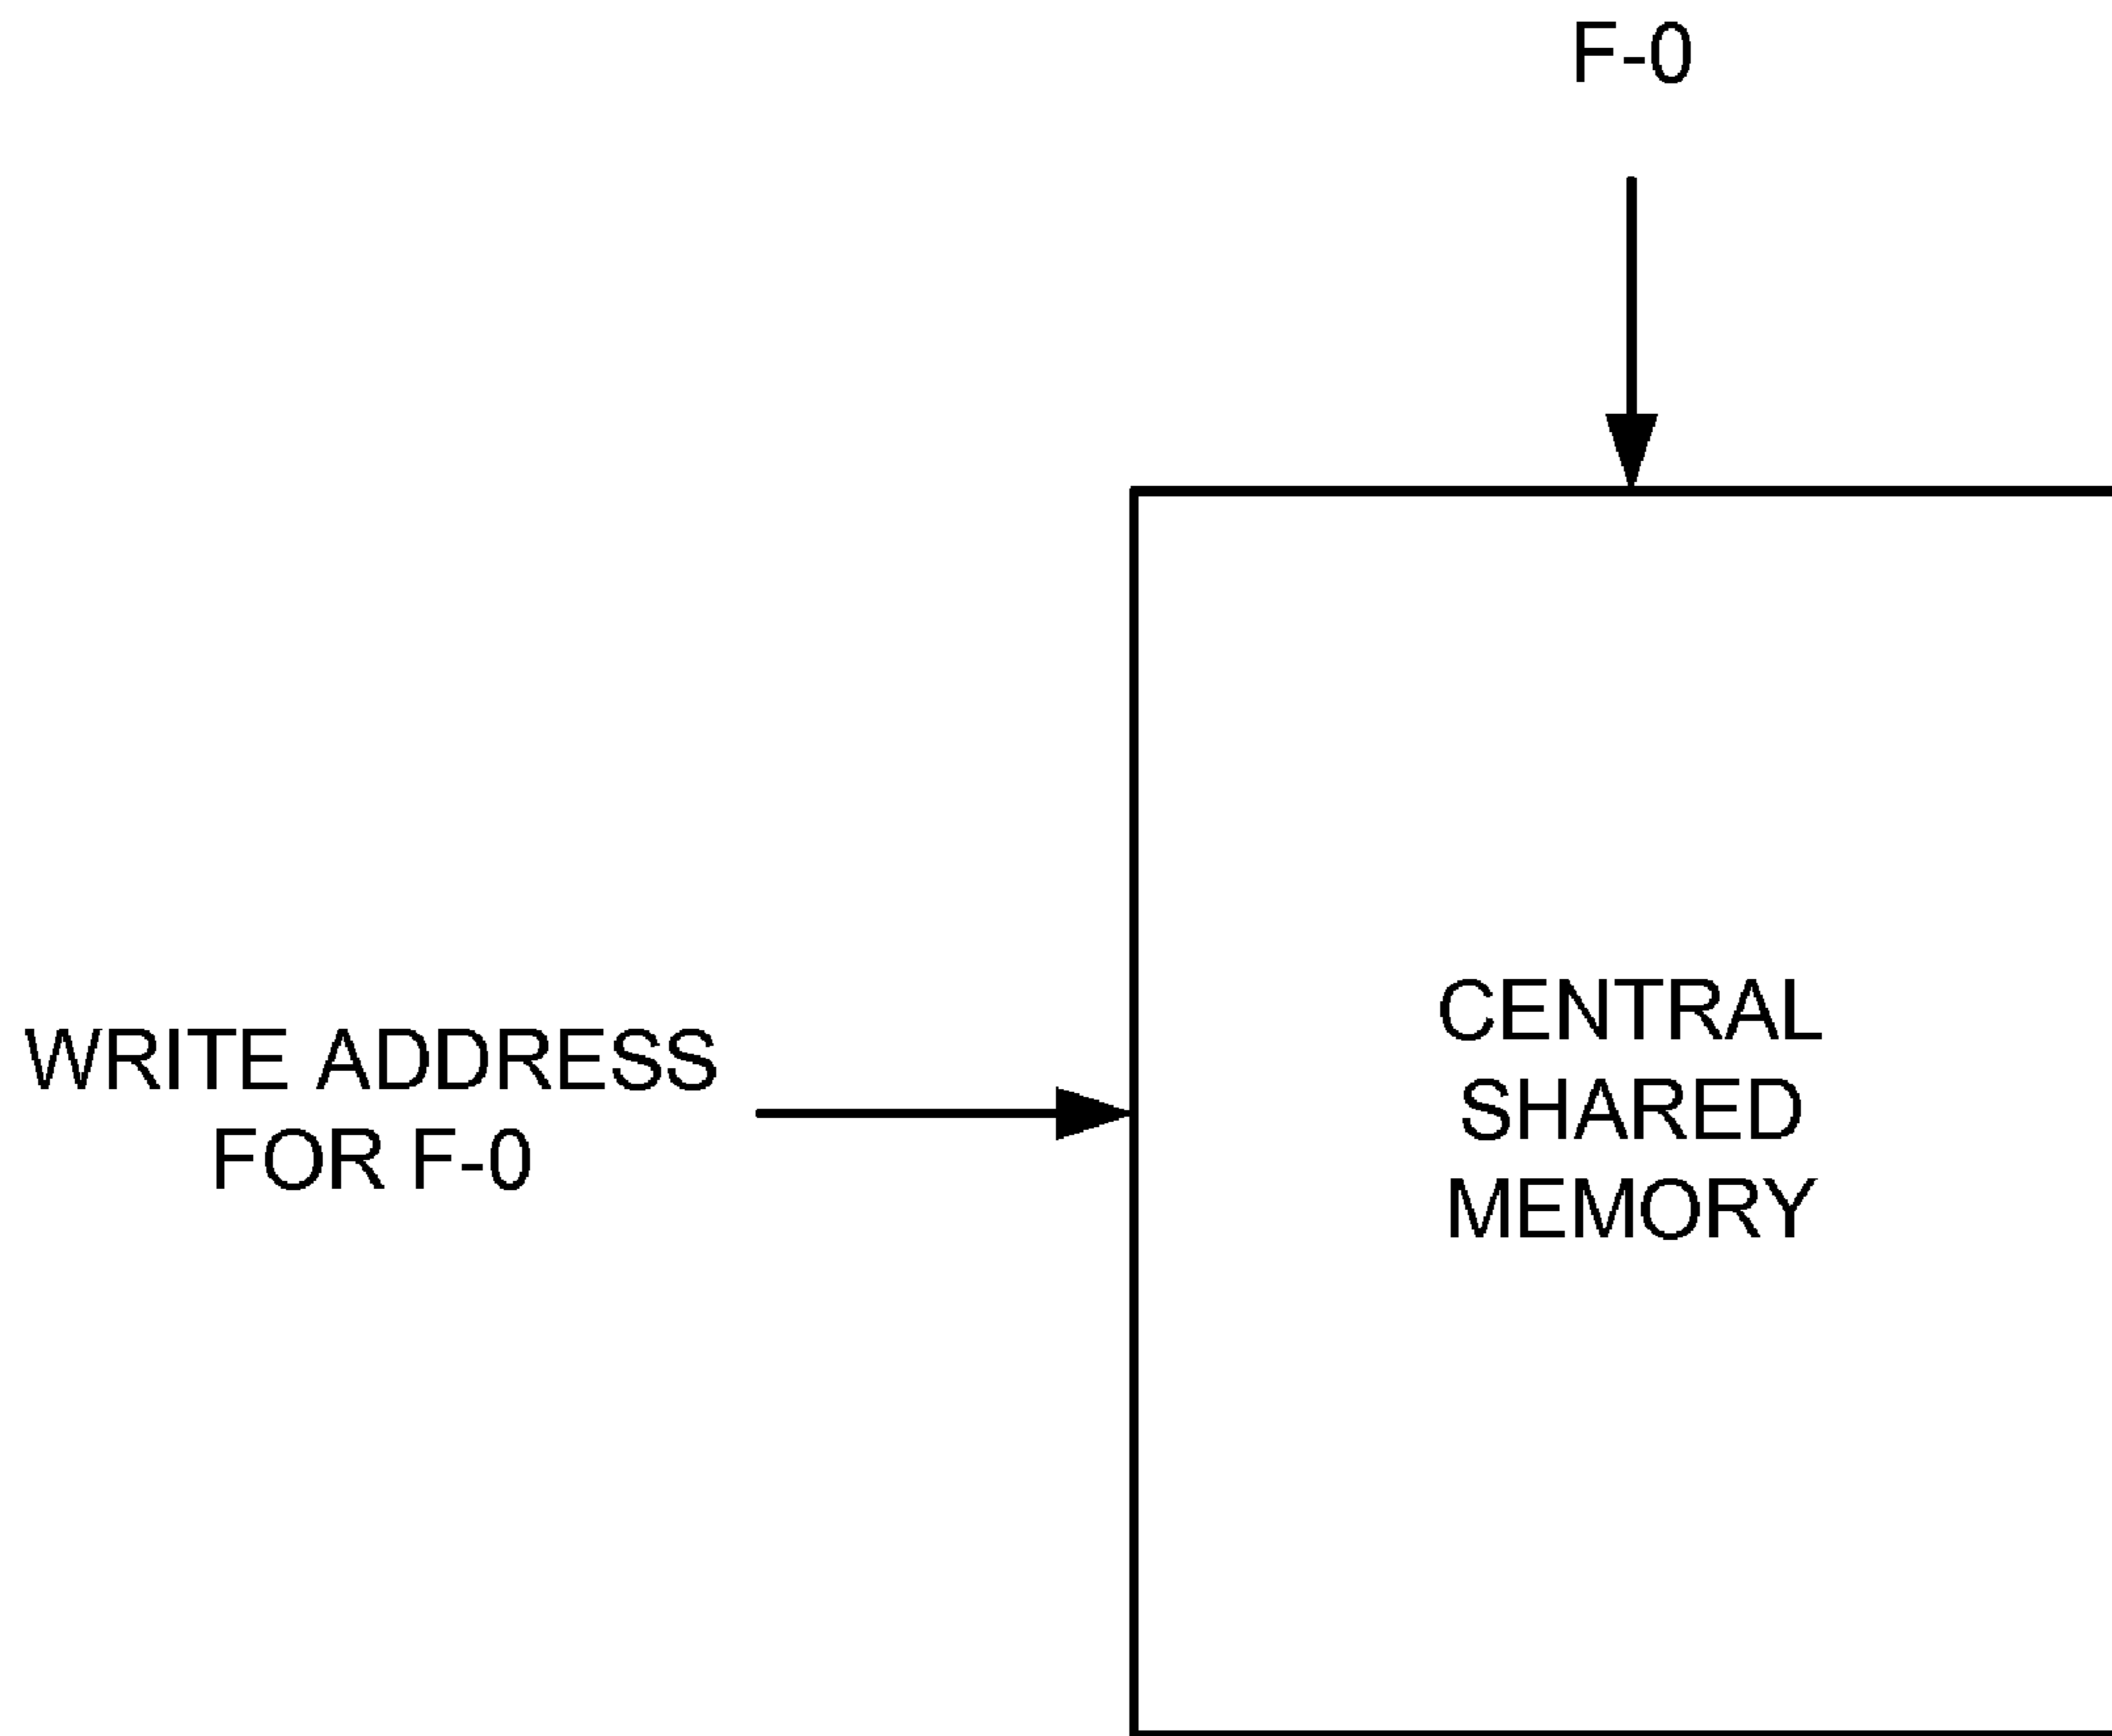 F-0
WRITE ADDRESS
FOR F-0
CENTRAL
SHARED
MEMORY